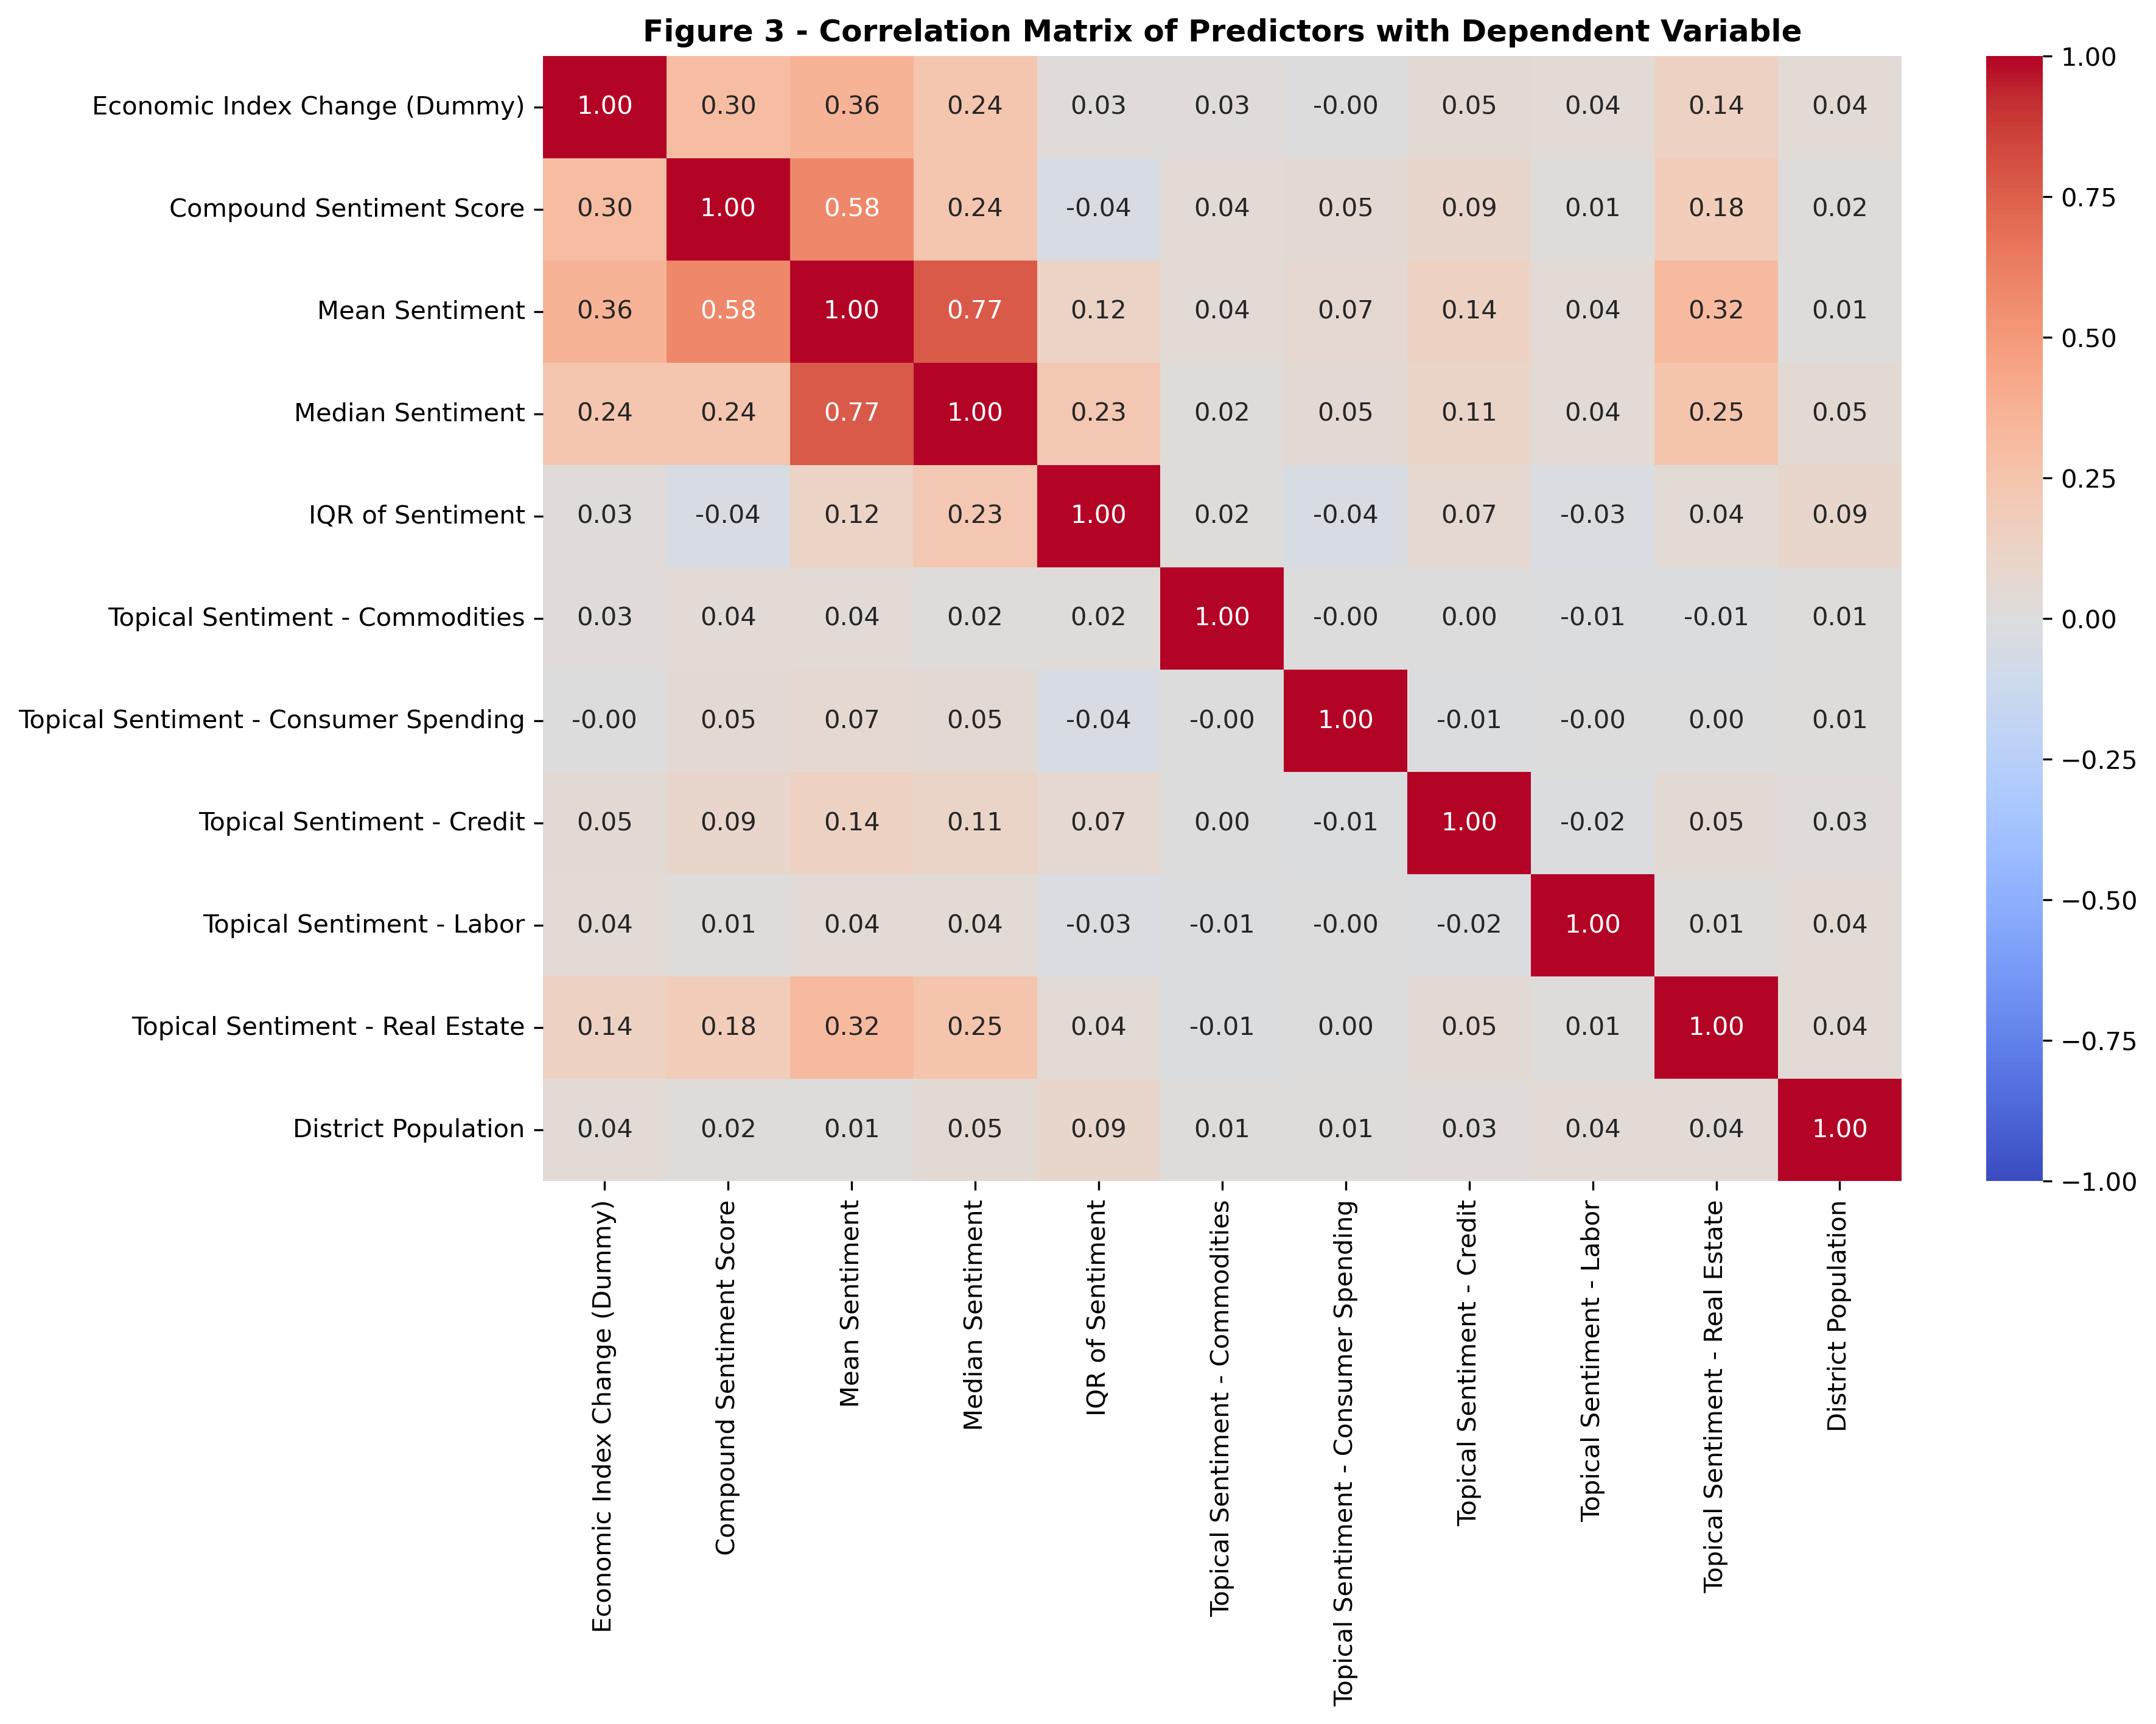 Figure 3 - Correlation Matrix of Predictors with Dependent Variable
Economic Index Change (Dummy) 1.00 0.30 0.36 0.24 0.03 0.03 -0.00 0.05 0.04 0.14 0.04
Compound Sentiment Score 0.30 1.00 0.58 0.24 -0.04 0.04 0.05 0.09 0.01 0.18 0.02
Mean Sentiment 0.36 0.58 1.00 0.77 0.12 0.04 0.07 0.14 0.04 0.32 0.01
Median Sentiment 0.24 0.24 0.77 1.00 0.23 0.02 0.05 0.11 0.04 0.25 0.05
IQR of Sentiment 0.03 -0.04 0.12 0.23 1.00 0.02 -0.04 0.07 -0.03 0.04 0.09
Topical Sentiment - Commodities 0.03 0.04 0.04 0.02 0.02 1.00 -0.00 0.00 -0.01 -0.01 0.01
Topical Sentiment - Consumer Spending -0.00 0.05 0.07 0.05 -0.04 -0.00 1.00 -0.01 -0.00 0.00 0.01
Topical Sentiment - Credit 0.05 0.09 0.14 0.11 0.07 0.00 -0.01 1.00 -0.02 0.05 0.03
Topical Sentiment - Labor 0.04 0.01 0.04 0.04 -0.03 -0.01 -0.00 -0.02 1.00 0.01 0.04
Topical Sentiment - Real Estate 0.14 0.18 0.32 0.25 0.04 -0.01 0.00 0.05 0.01 1.00 0.04
District Population 0.04 0.02 0.01 0.05 0.09 0.01 0.01 0.03 0.04 0.04 1.00
Economic Index Change (Dummy)
Compound Sentiment Score
Mean Sentiment
Median Sentiment
IQR of Sentiment
Topical Sentiment - Commodities
Topical Sentiment - Consumer Spending
Topical Sentiment - Credit
Topical Sentiment - Labor
Topical Sentiment - Real Estate
District Population
1.00
0.75
0.50
0.25
0.00
−0.25
−0.50
−0.75
−1.00